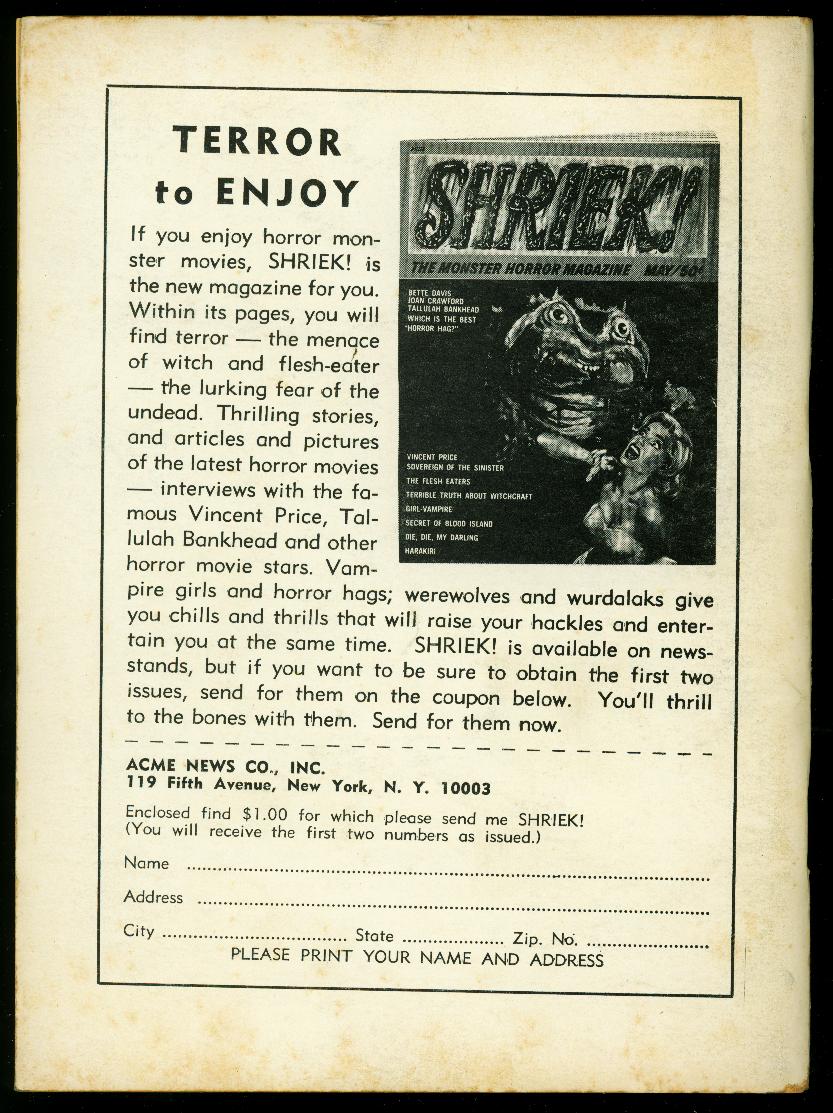 TERROR
to ENJOY
If you enjoy horror mon-
ster movies, SHRIEK! is
the new magazine for you.
Within its pages, you will
find terror — the menace
of witch and flesh-eater
— the lurking fear of the
undead. Thrilling stories,
and articles and pictures
of the latest horror movies
— interviews with the fa-
mous Vincent Price, Tal-
lulah Bankhead and other
horror movie stars. Vam-
pire girls and horror hags; werewolves and wurdalaks give
you chills and thrills that will raise your hackles and enter-
tain you at the same time. SHRIEK! is available on news-
stands, but if you want to be sure to obtain the first two
issues, send for them on the coupon below. You'll thrill
to the bones with them. Send for them now.
SHRIEK!
THE MONSTER HORROR MAGAZINE MAY/50¢
BETTE DAVIS
JOAN CRAWFORD
TALLULAH BANKHEAD
WHICH IS THE BEST
"HORROR HAG?"
VINCENT PRICE
SOVEREIGN OF THE SINISTER
THE FLESH EATERS
TERRIBLE TRUTH ABOUT WITCHCRAFT
GIRL-VAMPIRE
SECRET OF BLOOD ISLAND
DIE, DIE, MY DARLING
HARAKIRI
ACME NEWS CO., INC.
119 Fifth Avenue, New York, N. Y. 10003
Enclosed find $1.00 for which please send me SHRIEK!
(You will receive the first two numbers as issued.)
Name ..........
Address ..........
City .......... State .......... Zip. No. ..........
PLEASE PRINT YOUR NAME AND ADDRESS